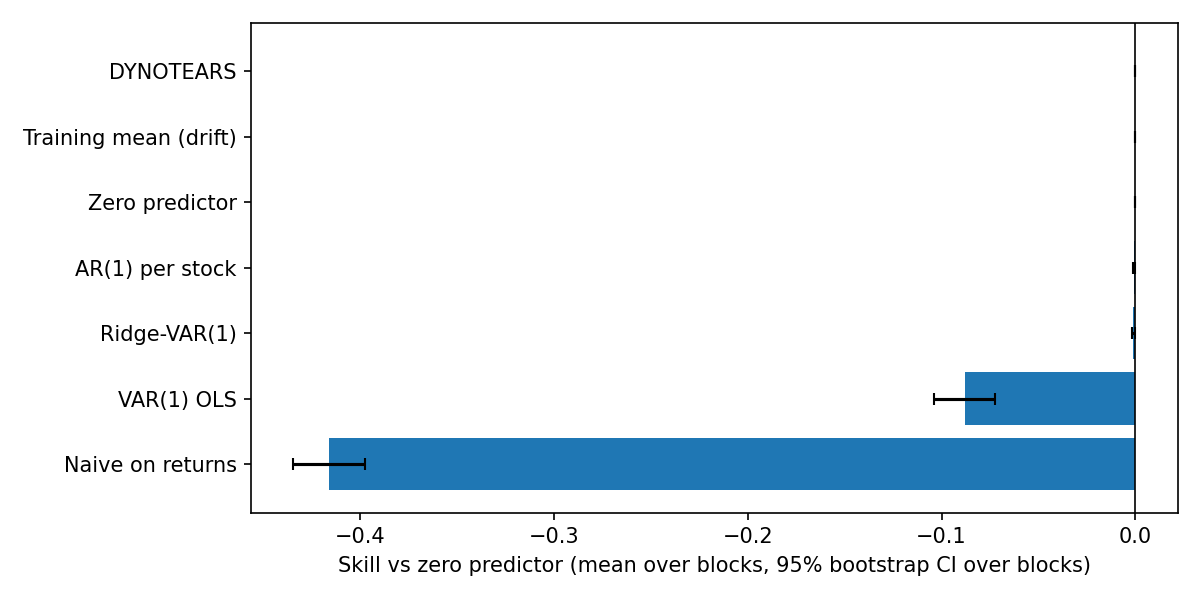 DYNOTEARS
Training mean (drift)
Zero predictor
AR(1) per stock
Ridge-VAR(1)
VAR(1) OLS
Naive on returns
−0.4 −0.3 −0.2 −0.1 0.0
Skill vs zero predictor (mean over blocks, 95% bootstrap CI over blocks)